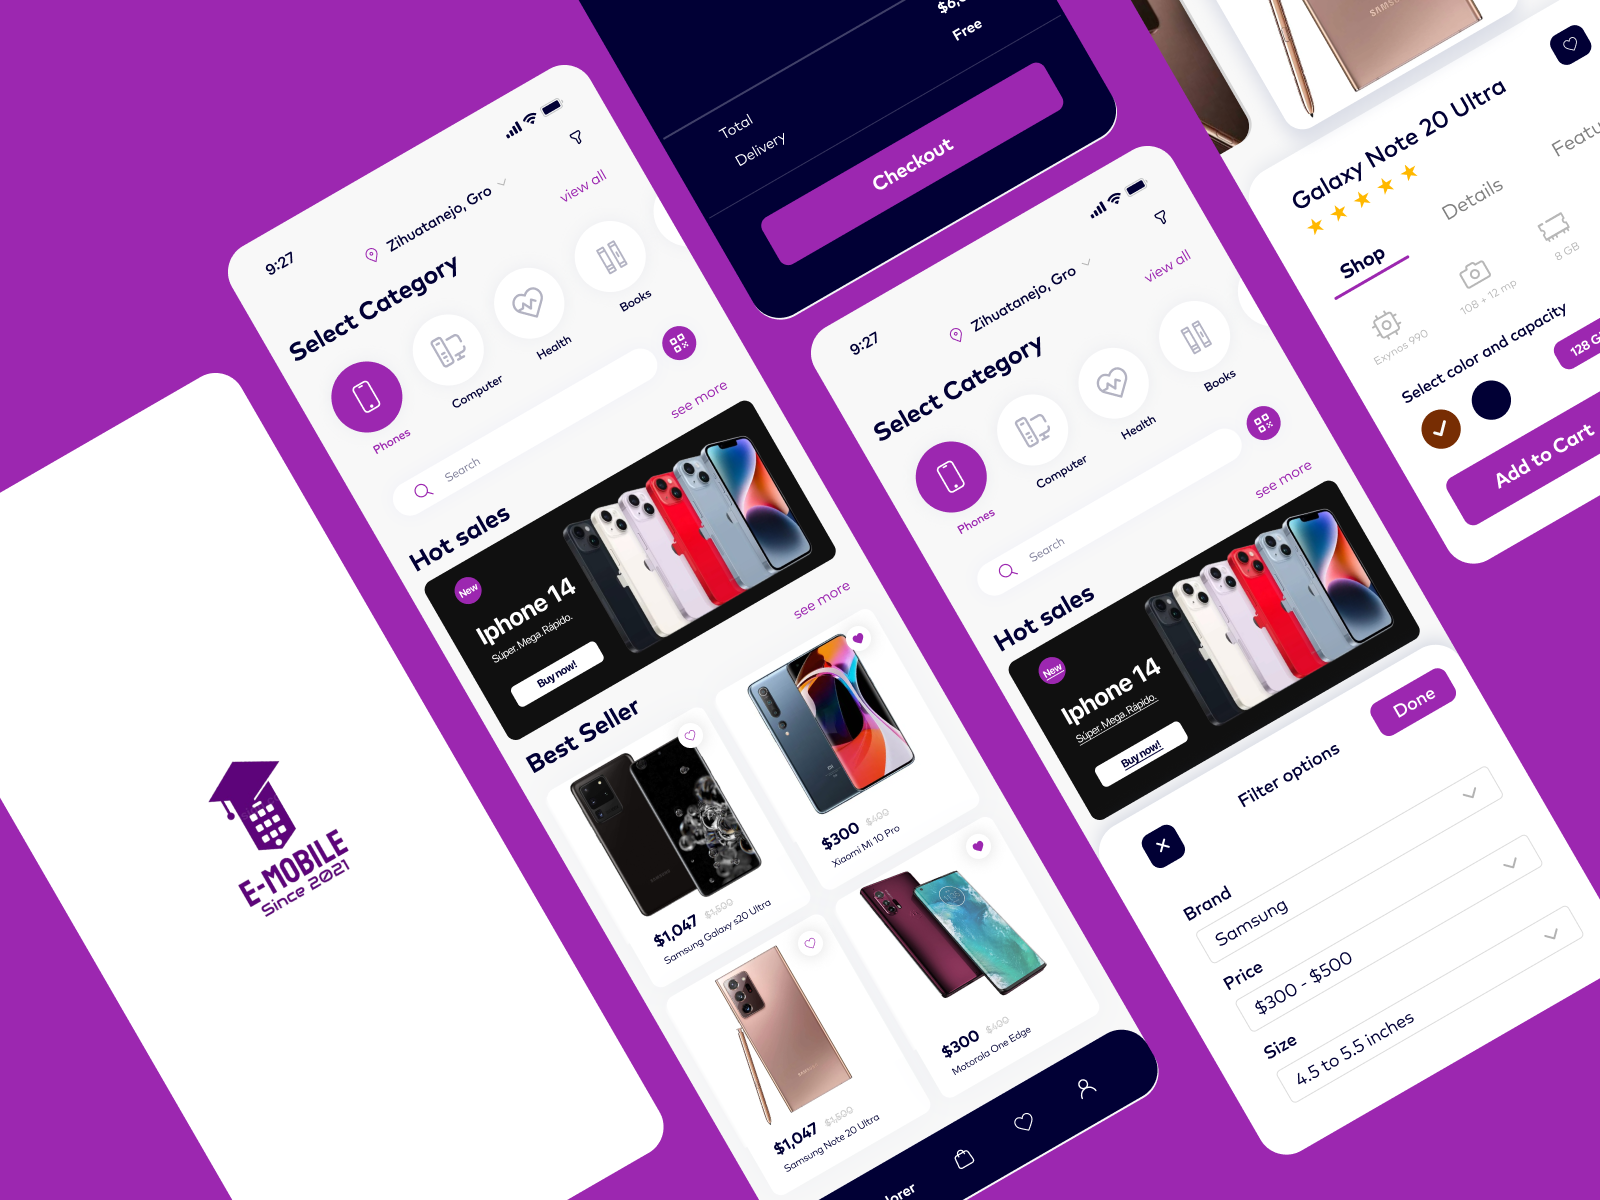 E-MOBILE
Since 2021
9:27
Zihuatanejo, Gro
Select Category
view all
Phones
Computer
Health
Books
Search
Hot sales
see more
New
Iphone 14
Súper. Mega. Rápido.
Buy now!
Best Seller
see more
$1,047 $1,500
Samsung Galaxy s20 Ultra
$300 $400
Xiaomi Mi 10 Pro
$1,047 $1,500
Samsung Note 20 Ultra
$300 $400
Motorola One Edge
Total
Delivery
Free
Checkout
9:27
Zihuatanejo, Gro
Select Category
view all
Phones
Computer
Health
Books
Search
Hot sales
see more
New
Iphone 14
Súper. Mega. Rápido.
Buy now!
Filter options
Done
Brand
Samsung
Price
$300 - $500
Size
4.5 to 5.5 inches
Galaxy Note 20 Ultra
Shop
Details
Exynos 990
108 + 12 mp
8 GB
Select color and capacity
128 G
Add to Cart